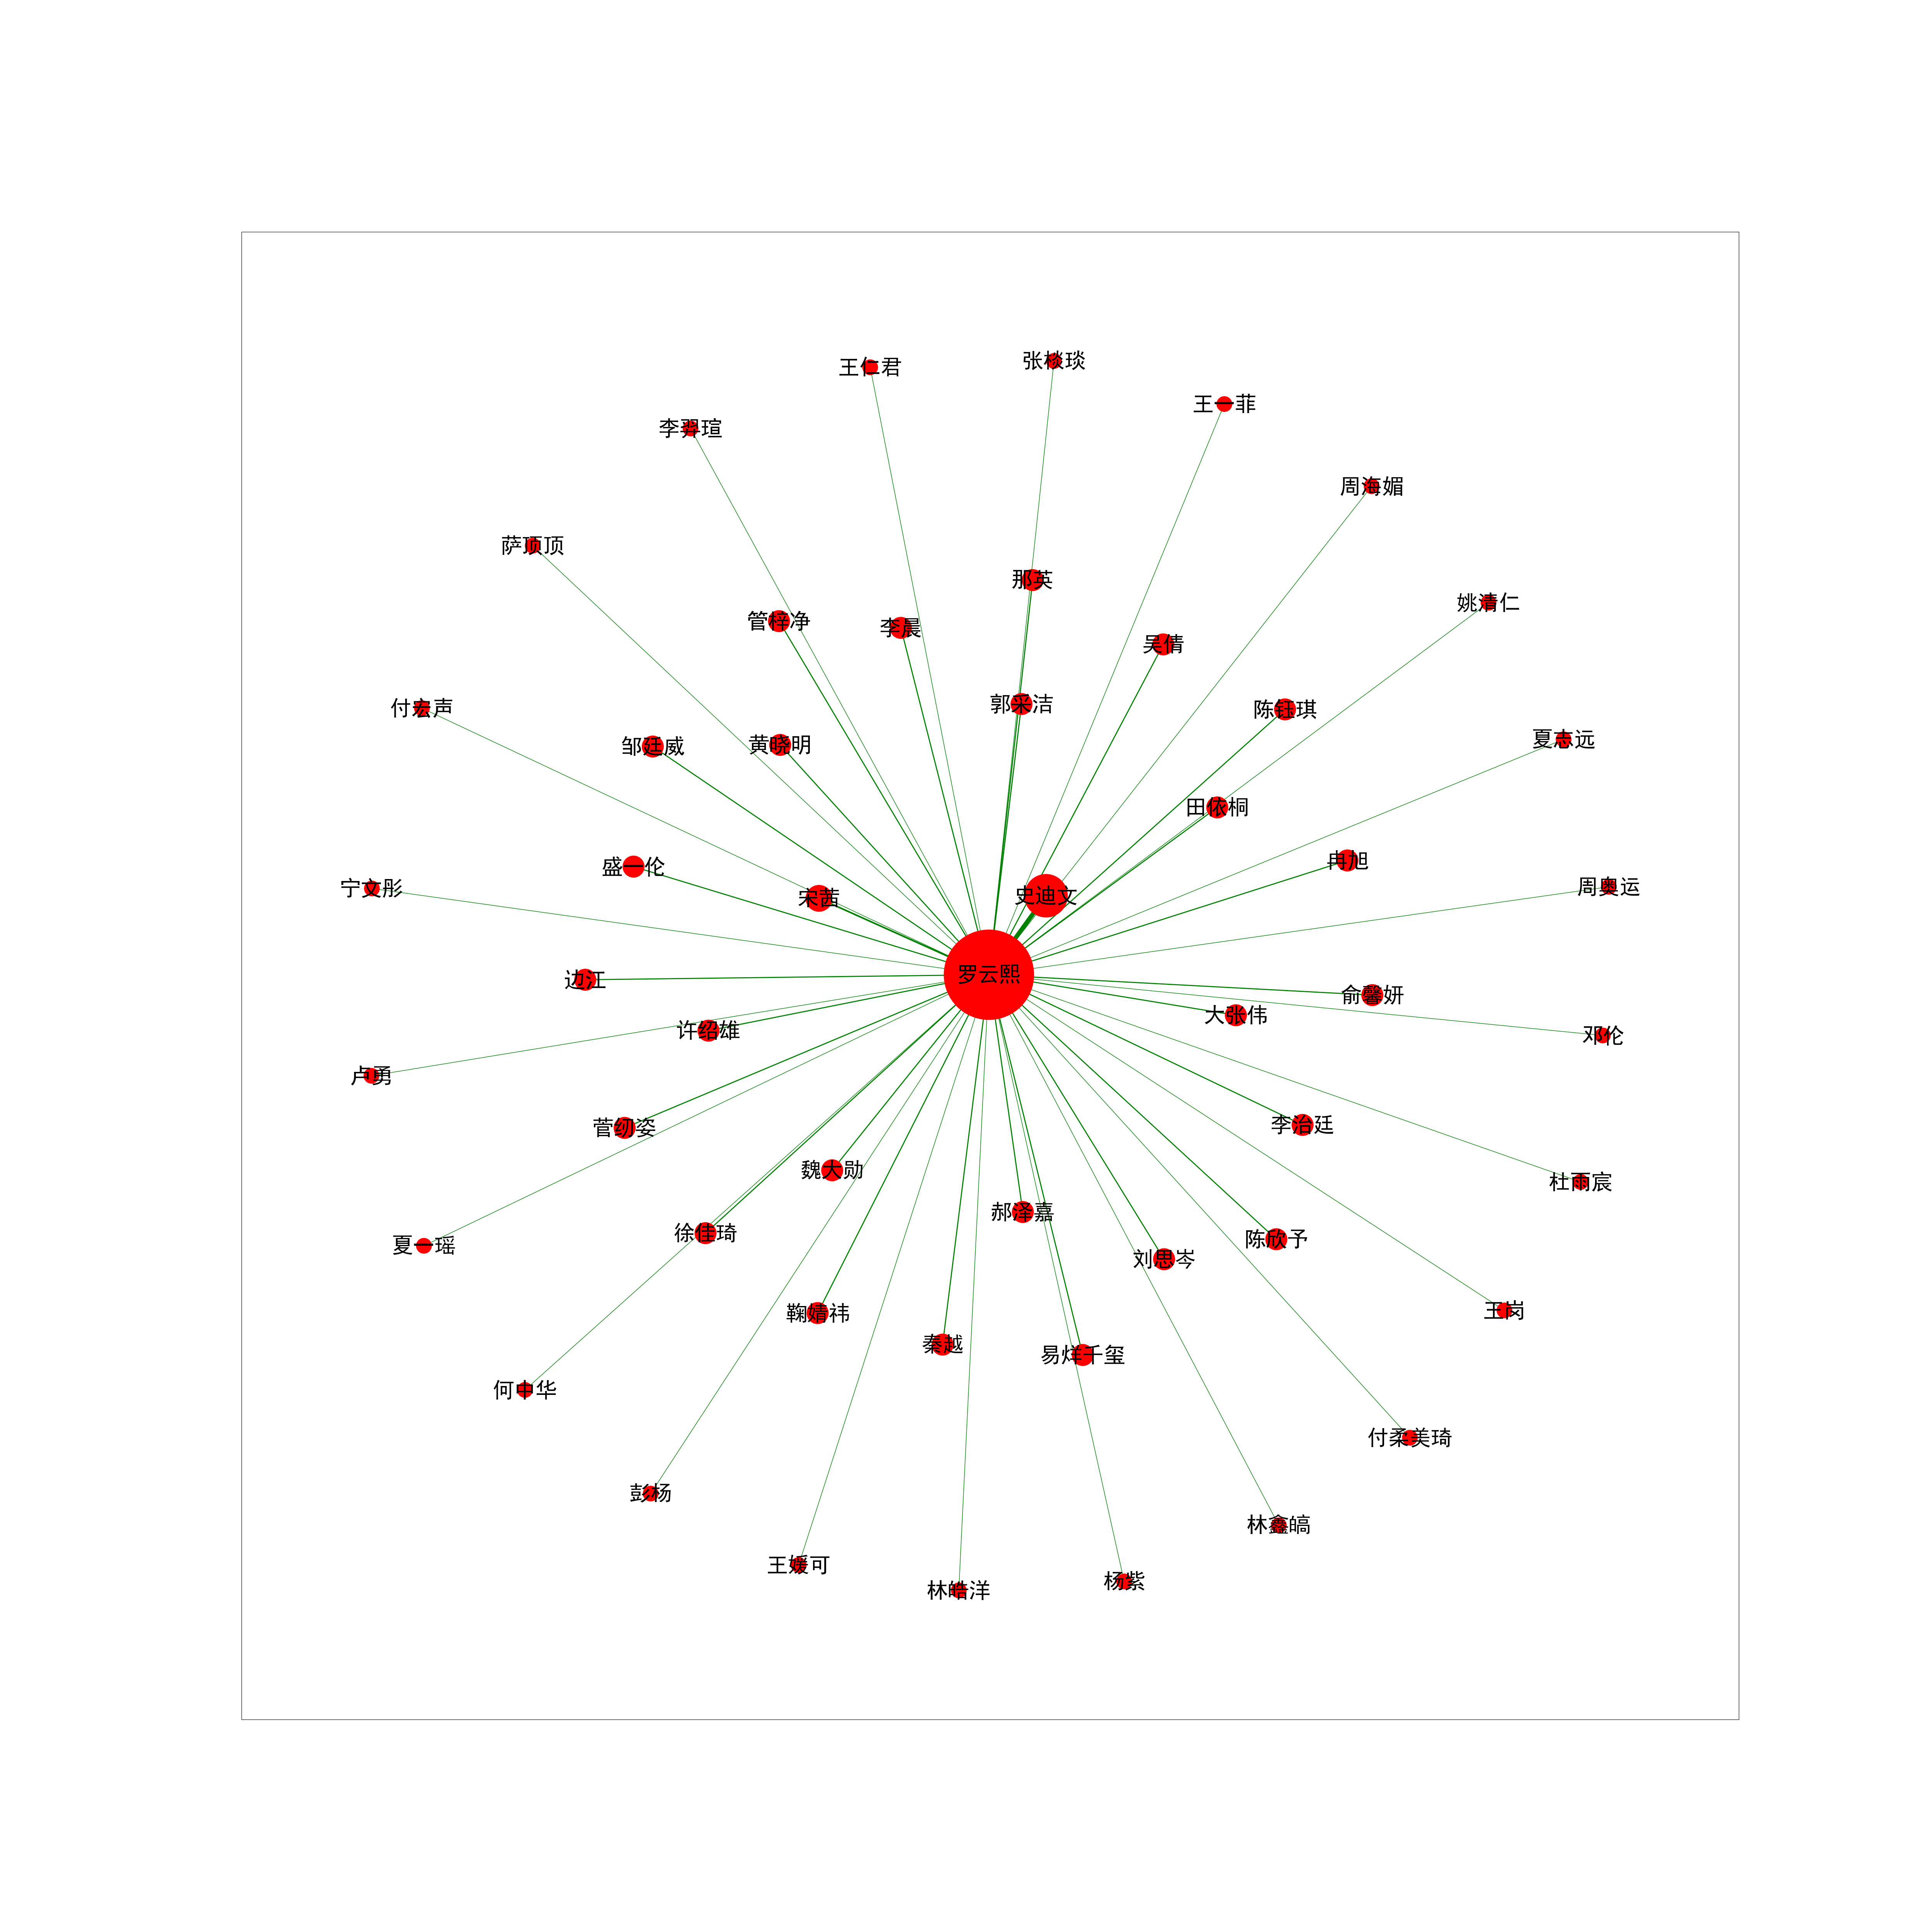 张棪琰
王仁君
王一菲
李羿瑄
周海媚
萨顶顶
那英
姚清仁
管梓净
李晨
吴倩
郭采洁
付宏声
陈钰琪
夏志远
邹廷威
黄晓明
田依桐
冉旭
盛一伦
周奥运
宁文彤
宋茜
史迪文
罗云熙
边江
俞馨妍
大张伟
许绍雄
邓伦
卢勇
李治廷
菅纫姿
魏大勋
杜雨宸
郝泽嘉
徐佳琦
陈欣予
夏一瑶
刘思岑
王岗
鞠婧祎
秦越
易烊千玺
何中华
付柔美琦
彭杨
林鑫皜
王媛可
杨紫
林皓洋